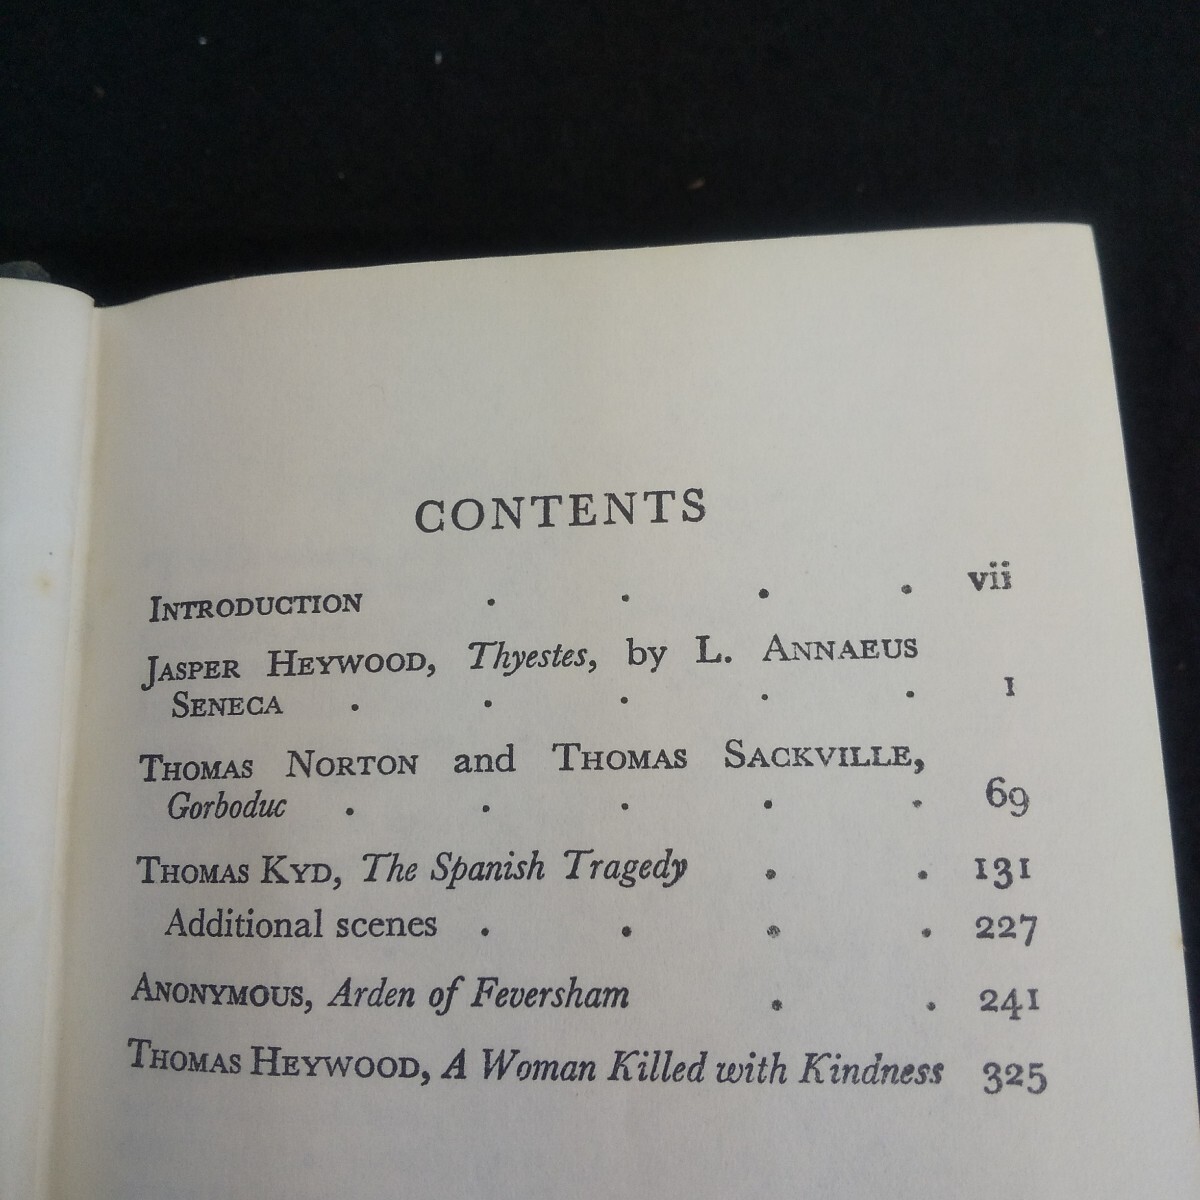 CONTENTS
INTRODUCTION . . . . vii
JASPER HEYWOOD, Thyestes, by L. ANNAEUS
SENECA . . . . . 1
THOMAS NORTON and THOMAS SACKVILLE,
Gorboduc . . . . . 69
THOMAS KYD, The Spanish Tragedy . . 131
Additional scenes . . . . 227
ANONYMOUS, Arden of Feversham . . 241
THOMAS HEYWOOD, A Woman Killed with Kindness 325